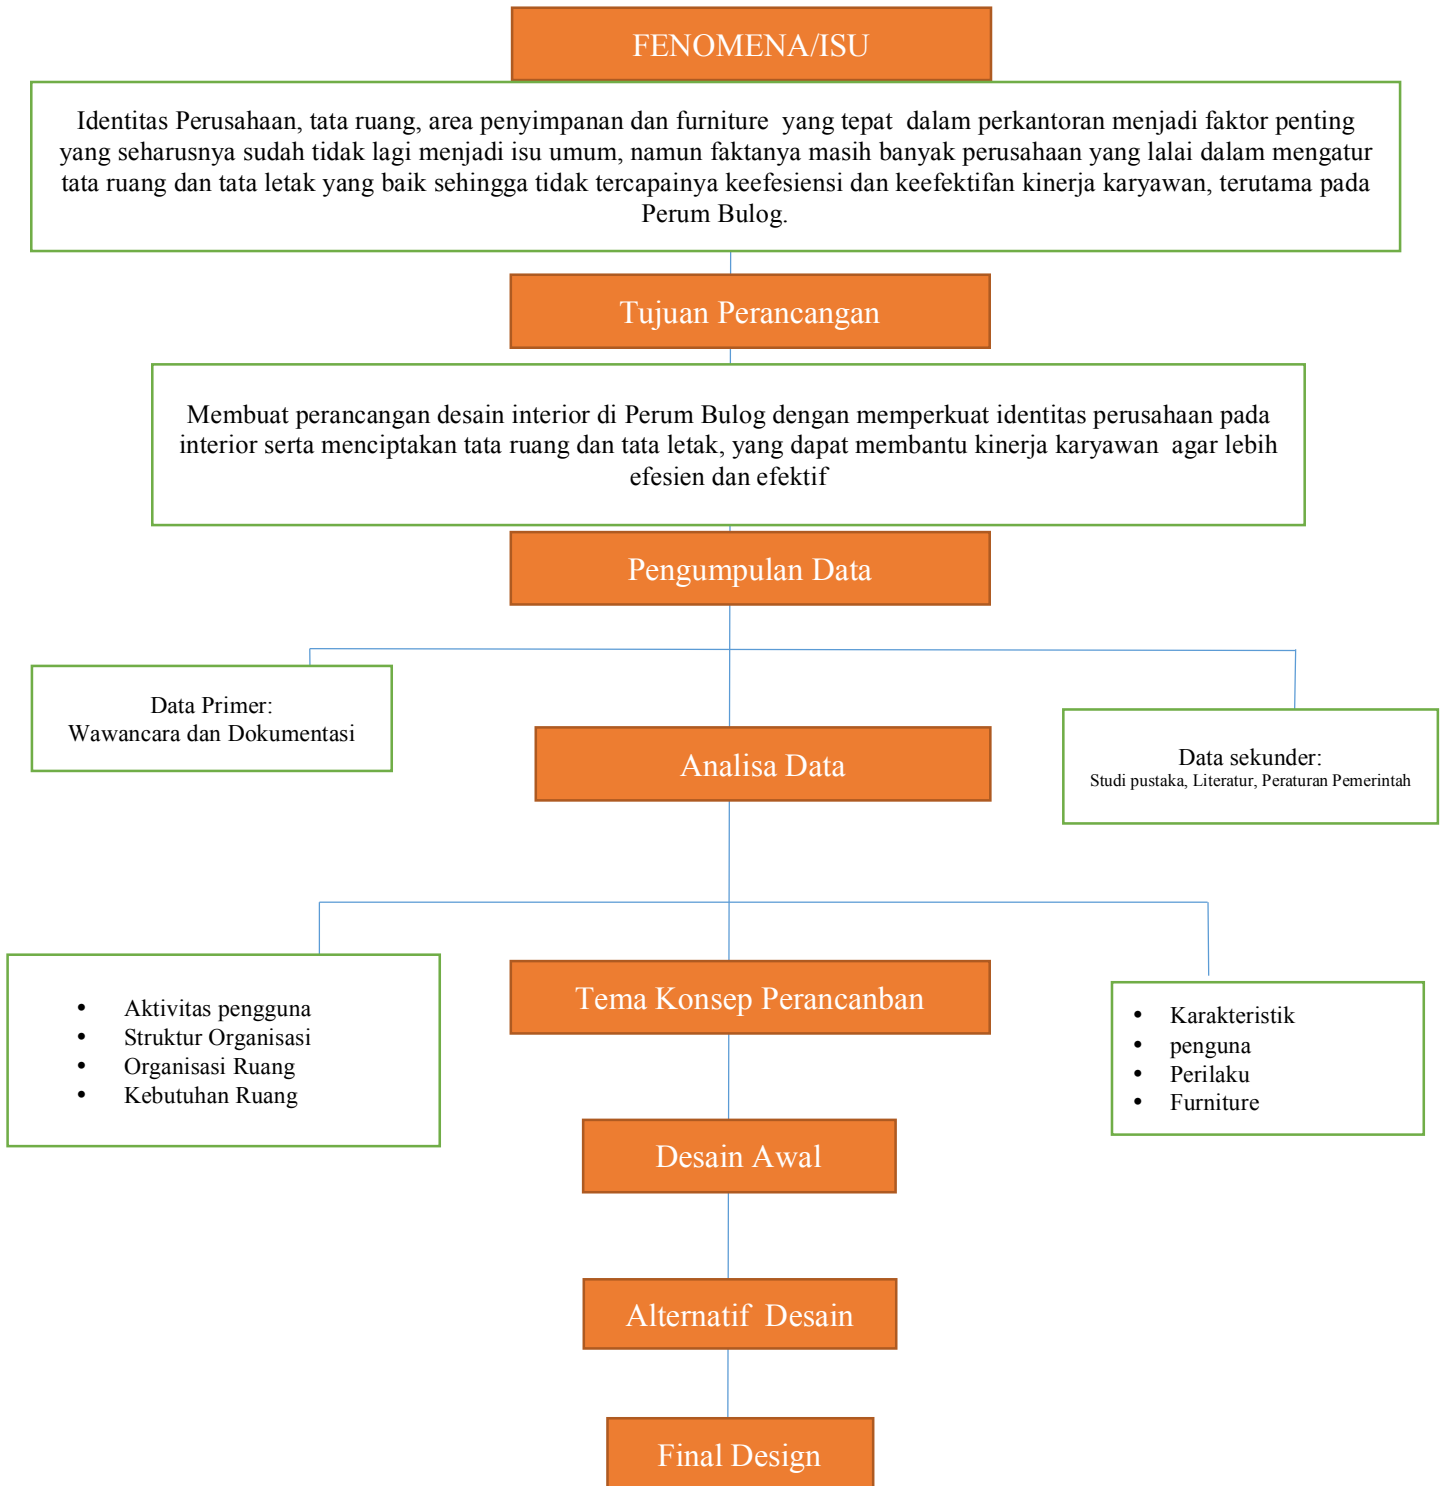 FENOMENA/ISU
Identitas Perusahaan, tata ruang, area penyimpanan dan furniture yang tepat dalam perkantoran menjadi faktor penting
yang seharusnya sudah tidak lagi menjadi isu umum, namun faktanya masih banyak perusahaan yang lalai dalam mengatur
tata ruang dan tata letak yang baik sehingga tidak tercapainya keefesiensi dan keefektifan kinerja karyawan, terutama pada
Perum Bulog.
Tujuan Perancangan
Membuat perancangan desain interior di Perum Bulog dengan memperkuat identitas perusahaan pada
interior serta menciptakan tata ruang dan tata letak, yang dapat membantu kinerja karyawan agar lebih
efesien dan efektif
Pengumpulan Data
Data Primer:
Wawancara dan Dokumentasi
Analisa Data
Data sekunder:
Studi pustaka, Literatur, Peraturan Pemerintah
• Aktivitas pengguna
• Struktur Organisasi
• Organisasi Ruang
• Kebutuhan Ruang
Tema Konsep Perancanban
• Karakteristik
• penguna
• Perilaku
• Furniture
Desain Awal
Alternatif Desain
Final Design